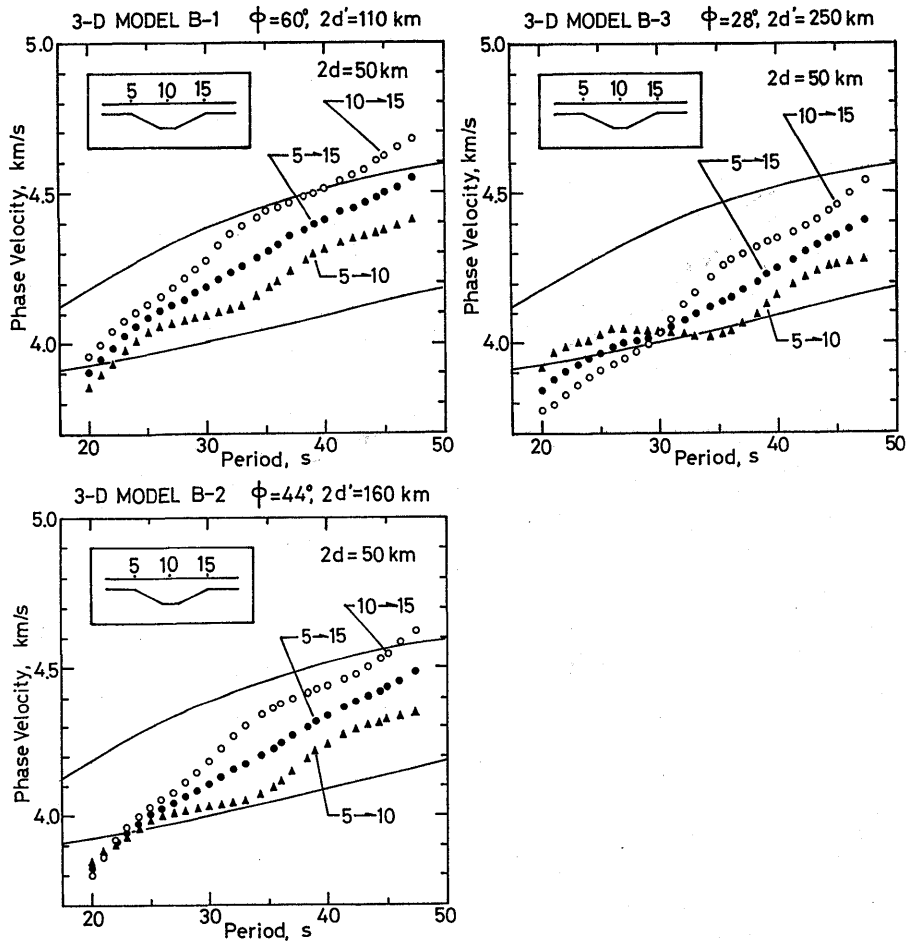 3-D MODEL B-1 ϕ=60°, 2d'=110 km
5.0
4.5
4.0
Phase Velocity, km/s
5 10 15
2d=50km
10→15
5→15
5→10
20 30 40 50
Period, s
3-D MODEL B-3 ϕ=28°, 2d'=250 km
5.0
4.5
4.0
Phase Velocity, km/s
5 10 15
2d=50 km
10→15
5→15
5→10
20 30 40 50
Period, s
3-D MODEL B-2 ϕ=44°, 2d'=160 km
5.0
4.5
4.0
Phase Velocity, km/s
5 10 15
2d=50 km
10→15
5→15
5→10
20 30 40 50
Period, s